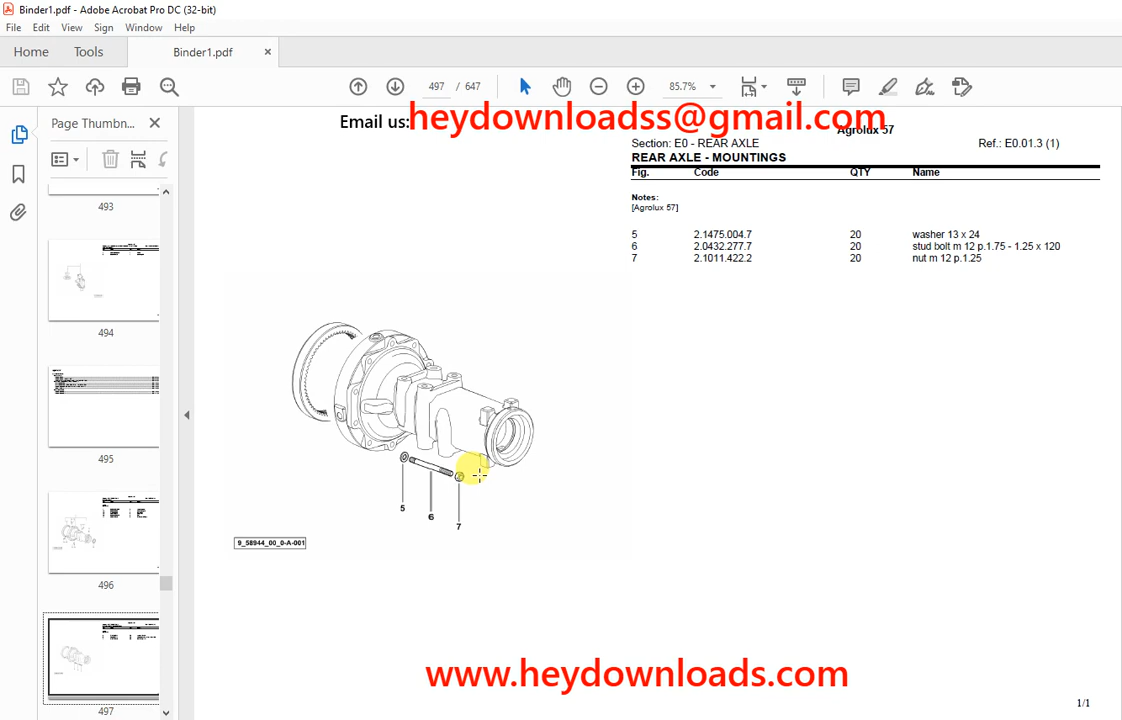 Binder1.pdf - Adobe Acrobat Pro DC (32-bit)
File Edit View Sign Window Help
Home Tools Binder1.pdf ×
497 / 647 85.7%
Page Thumbn...
493
494
495
496
497
Email us: heydownloadss@gmail.com
Agrolux 57
Section: E0 - REAR AXLE Ref.: E0.01.3 (1)
REAR AXLE - MOUNTINGS
Fig. Code QTY Name
Notes:
[Agrolux 57]
5 2.1475.004.7 20 washer 13 x 24
6 2.0432.277.7 20 stud bolt m 12 p.1.75 - 1.25 x 120
7 2.1011.422.2 20 nut m 12 p.1.25
5
6
7
9_58944_00_0-A-001
www.heydownloads.com
1/1